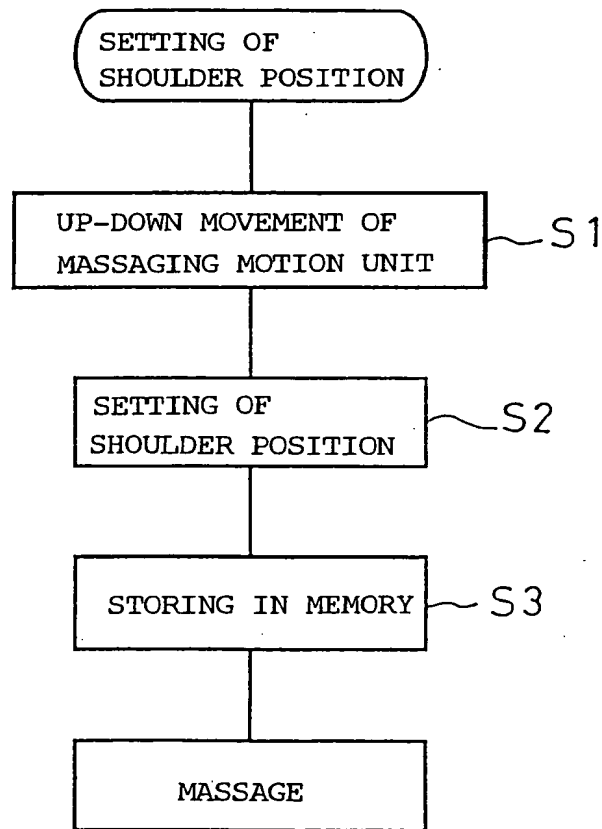 SETTING OF
SHOULDER POSITION
UP-DOWN MOVEMENT OF
MASSAGING MOTION UNIT
S1
SETTING OF
SHOULDER POSITION
S2
STORING IN MEMORY
S3
MASSAGE